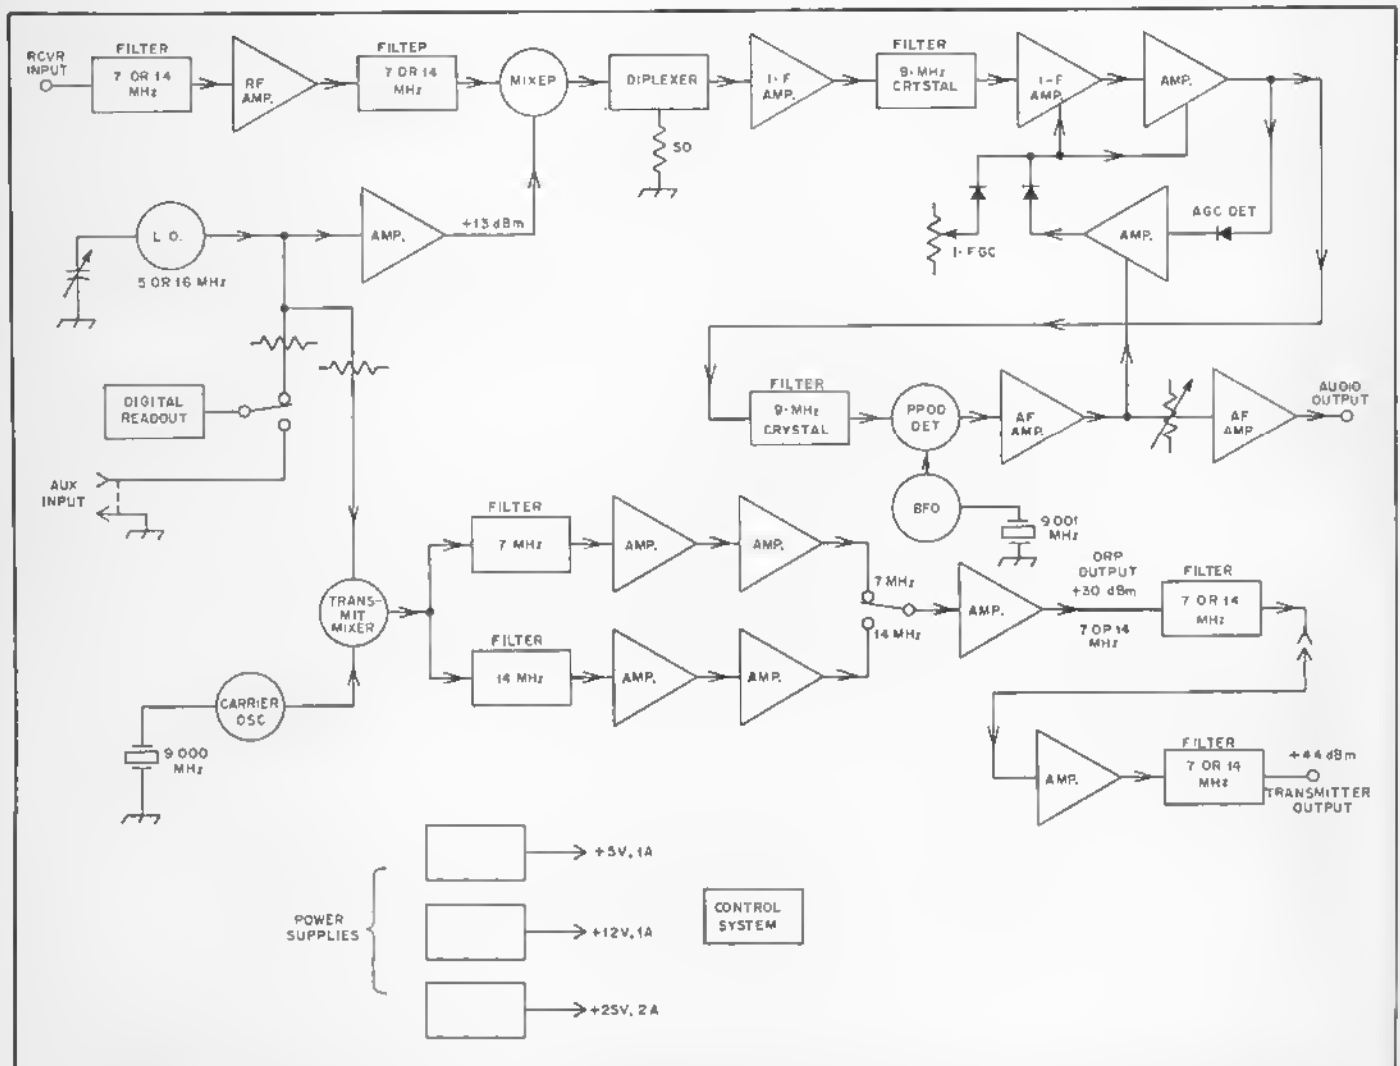 RCVR
INPUT
FILTER
7 OR 14
MHz
RF
AMP.
FILTEP
7 OR 14
MHz
MIXEP
DIPLEXER
50
I-F
AMP.
FILTER
9-MHz
CRYSTAL
I-F
AMP.
AMP.
L.O.
5 OR 16 MHz
AMP.
+13 dBm
I-FGC
AMP.
AGC DET
DIGITAL
READOUT
AUX
INPUT
FILTER
9-MHz
CRYSTAL
PPOD
DET
AF
AMP.
AF
AMP.
AUDIO
OUTPUT
BFO
9.001
MHz
TRANS-
MIT
MIXER
FILTER
7 MHz
AMP.
AMP.
7 MHz
14 MHz
FILTER
14 MHz
AMP.
AMP.
AMP.
QRP
OUTPUT
+30 dBm
7 OP 14
MHz
FILTER
7 OR 14
MHz
CARRIER
OSC
9.000
MHz
AMP.
FILTER
7 OR 14
MHz
+44 dBm
TRANSMITTER
OUTPUT
POWER
SUPPLIES
+5V, 1A
+12V, 1A
+25V, 2A
CONTROL
SYSTEM